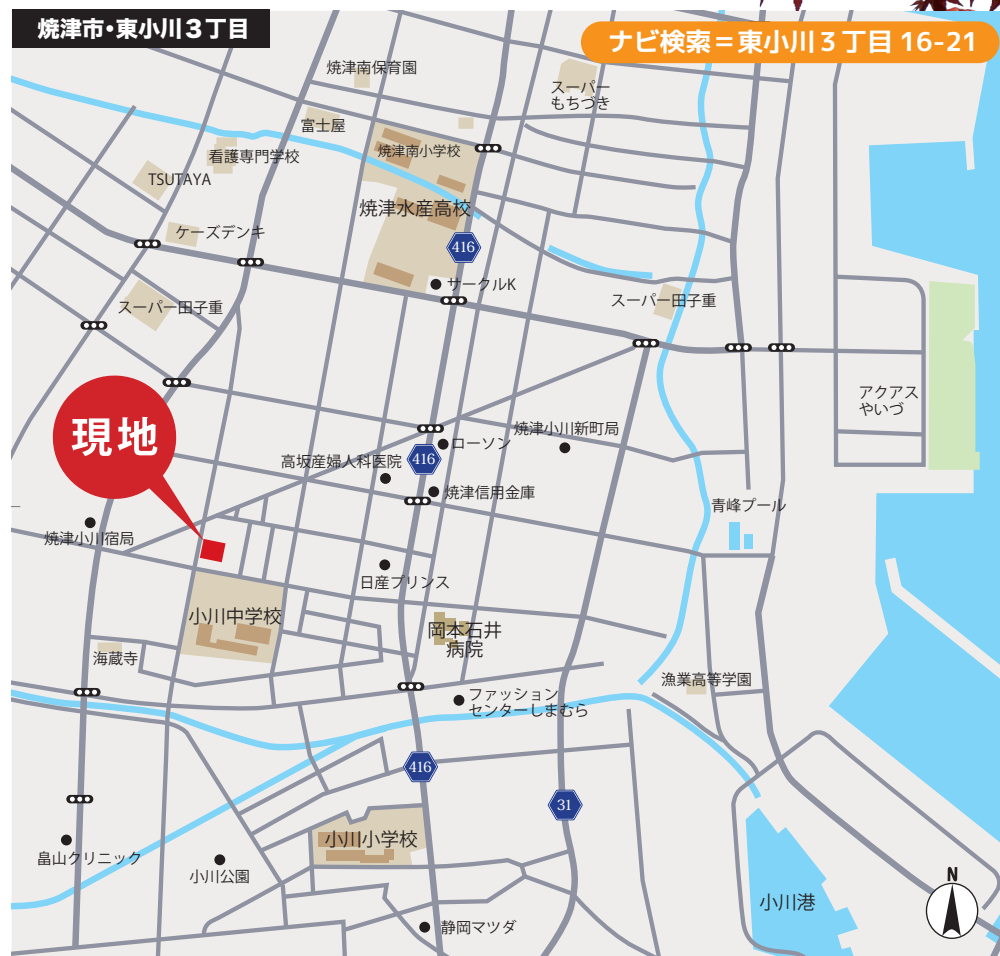 焼津市・東小川3丁目
ナビ検索＝東小川３丁目 16-21
焼津南保育園
スーパー
もちづき
富士屋
焼津南小学校
看護専門学校
TSUTAYA
焼津水産高校
ケーズデンキ
416
サークルK
スーパー田子重
スーパー田子重
アクアス
やいづ
現地
ローソン
焼津小川新町局
高坂産婦人科医院
416
焼津信用金庫
青峰プール
焼津小川宿局
日産プリンス
小川中学校
岡本石井
病院
海蔵寺
漁業高等学園
ファッション
センターしまむら
416
31
小川小学校
畠山クリニック
小川公園
小川港
N
静岡マツダ